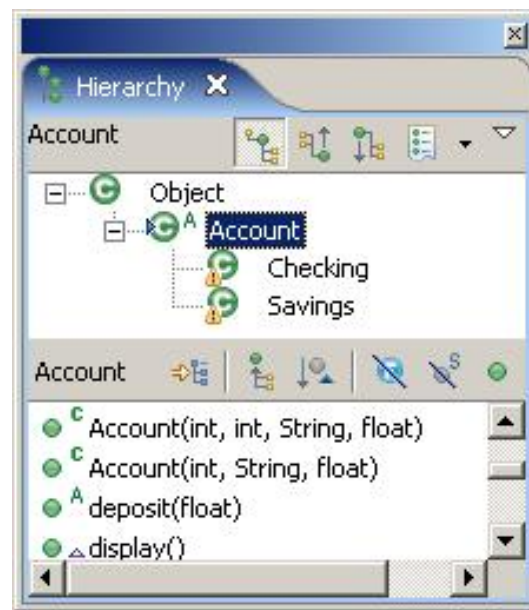 Hierarchy
Account
C Object
C A Account
C Checking
C Savings
Account S
C Account(int, int, String, float)
C Account(int, String, float)
A deposit(float)
display()